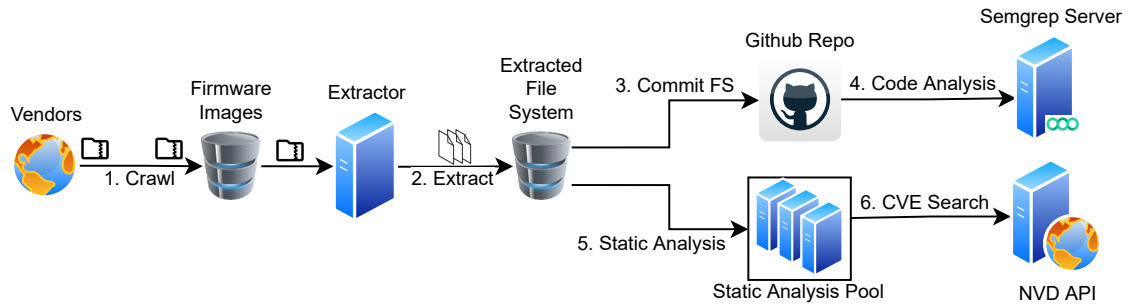 Vendors
1. Crawl
Firmware
Images
Extractor
2. Extract
Extracted
File
System
3. Commit FS
Github Repo
4. Code Analysis
Semgrep Server
5. Static Analysis
Static Analysis Pool
6. CVE Search
NVD API